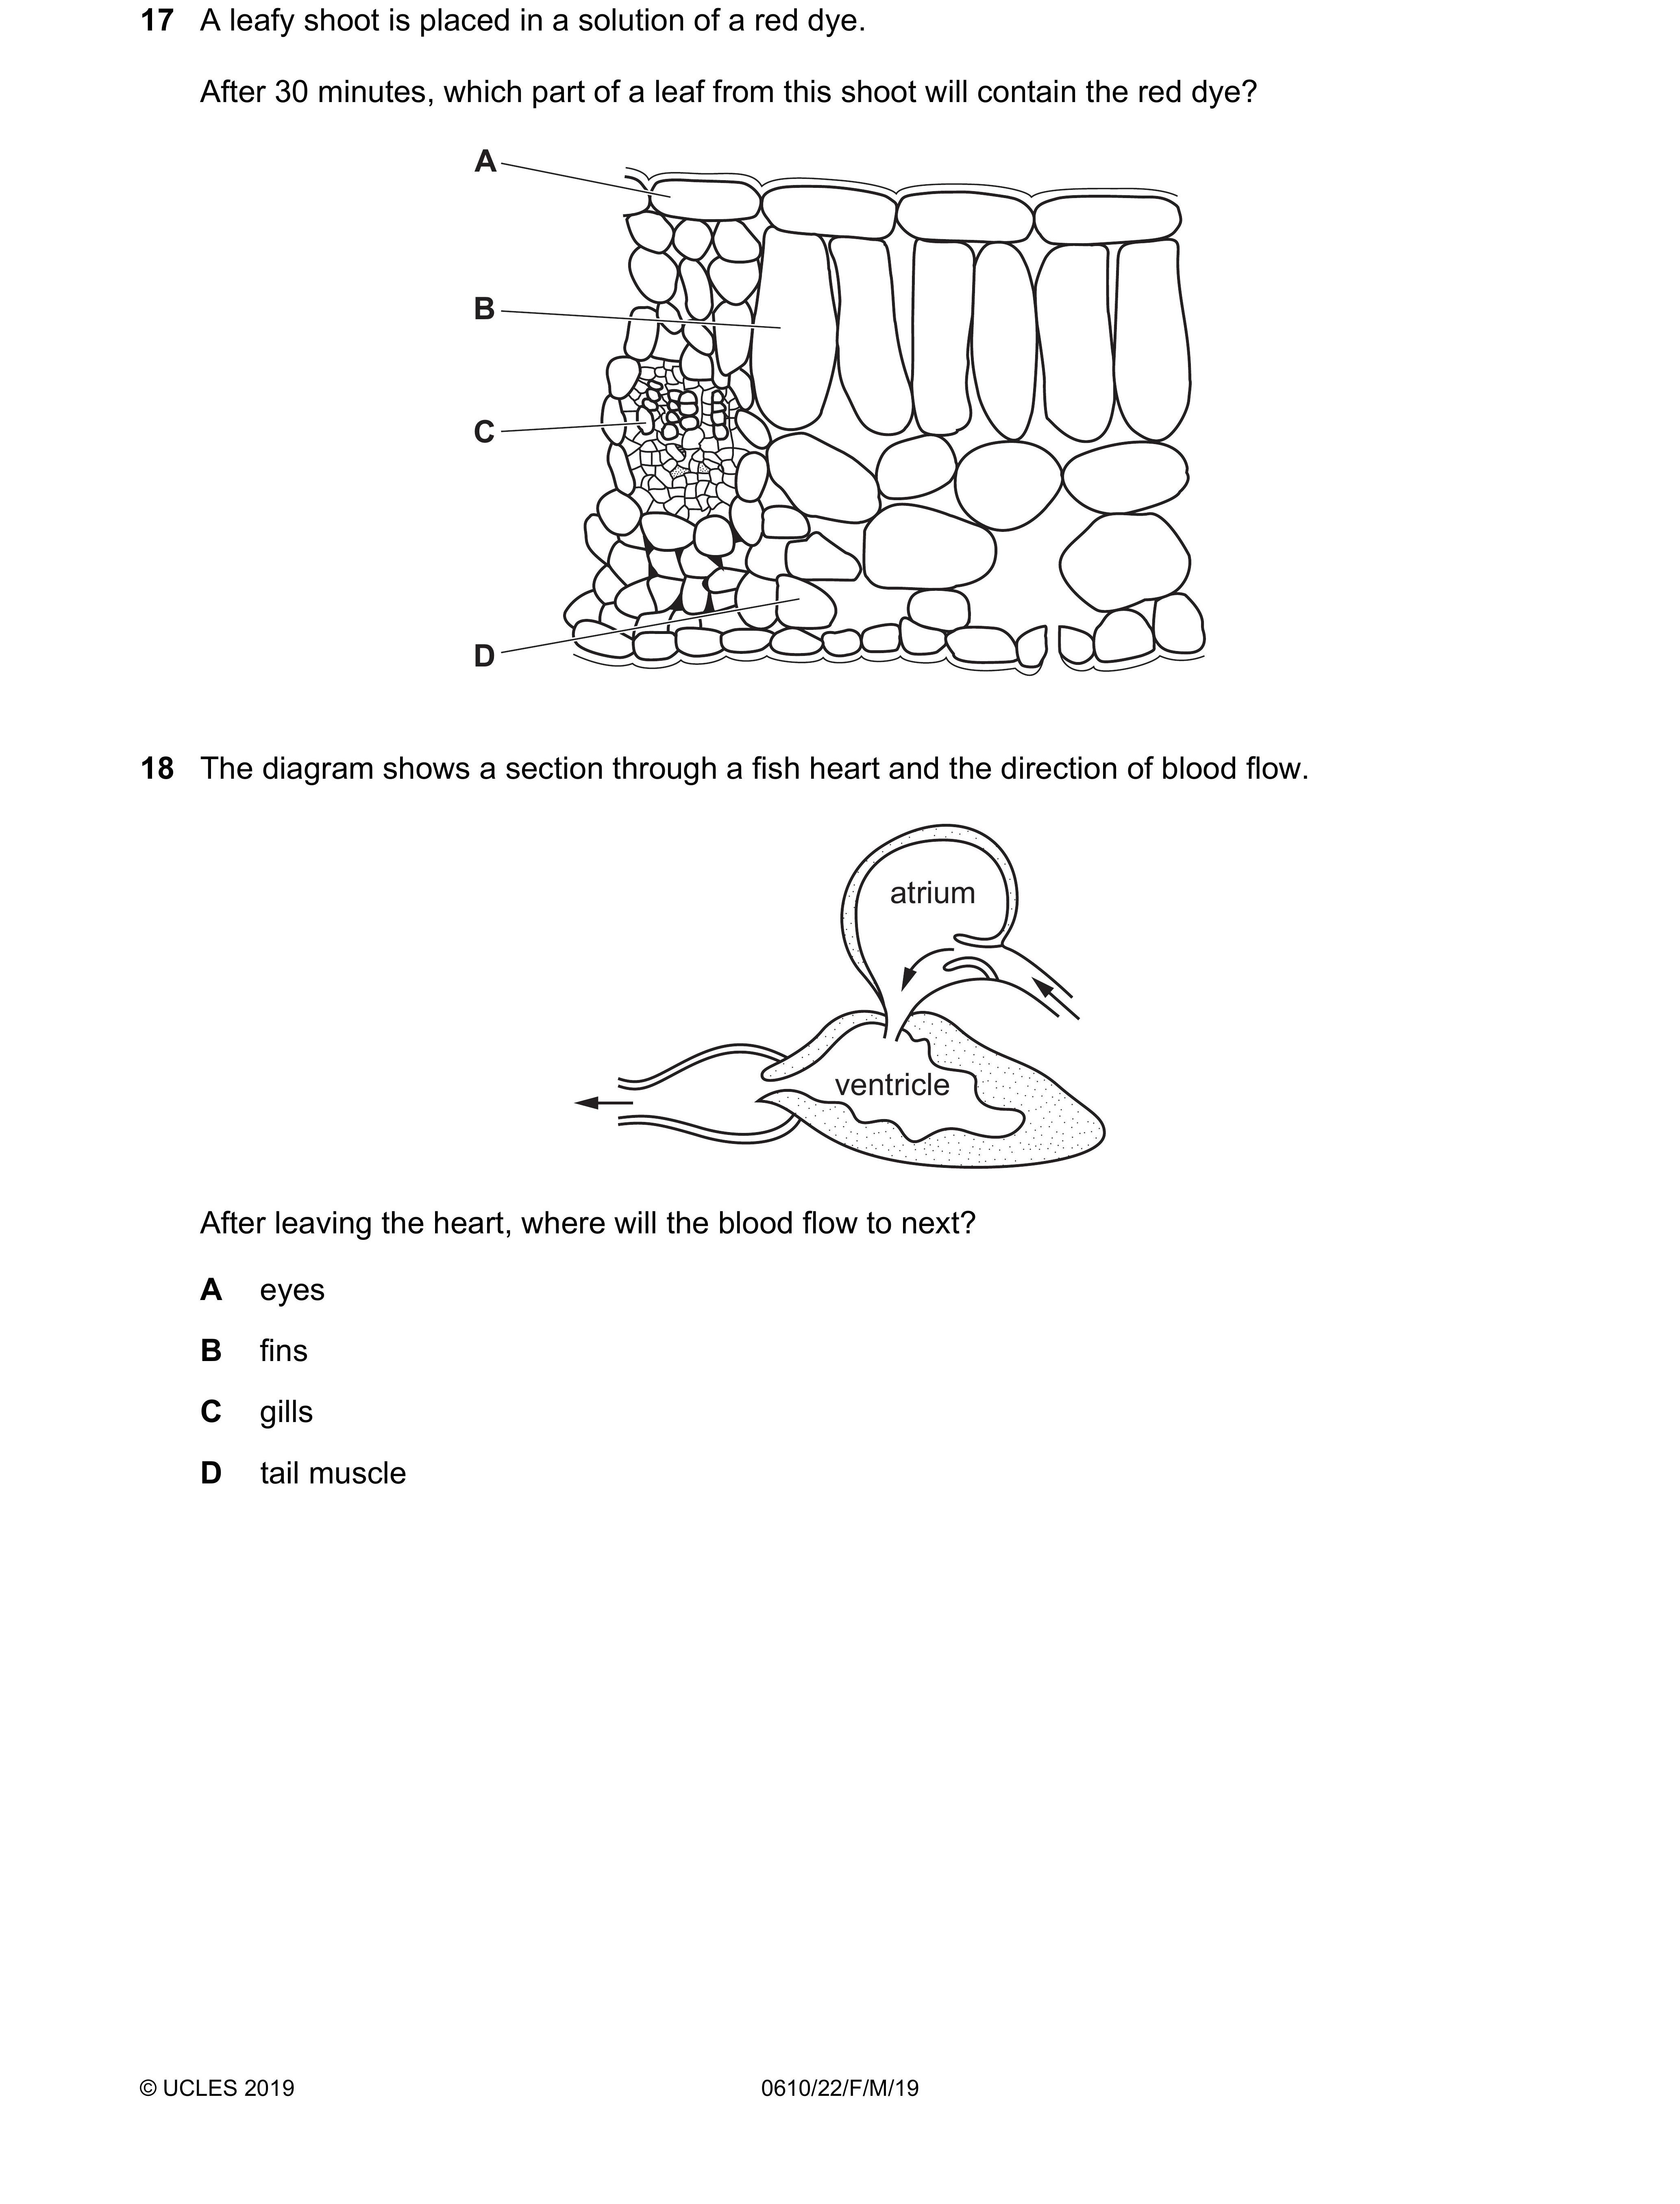 17 A leafy shoot is placed in a solution of a red dye.
After 30 minutes, which part of a leaf from this shoot will contain the red dye?
A
B
C
D
18 The diagram shows a section through a fish heart and the direction of blood flow.
atrium
ventricle
After leaving the heart, where will the blood flow to next?
A eyes
B fins
C gills
D tail muscle
© UCLES 2019 0610/22/F/M/19